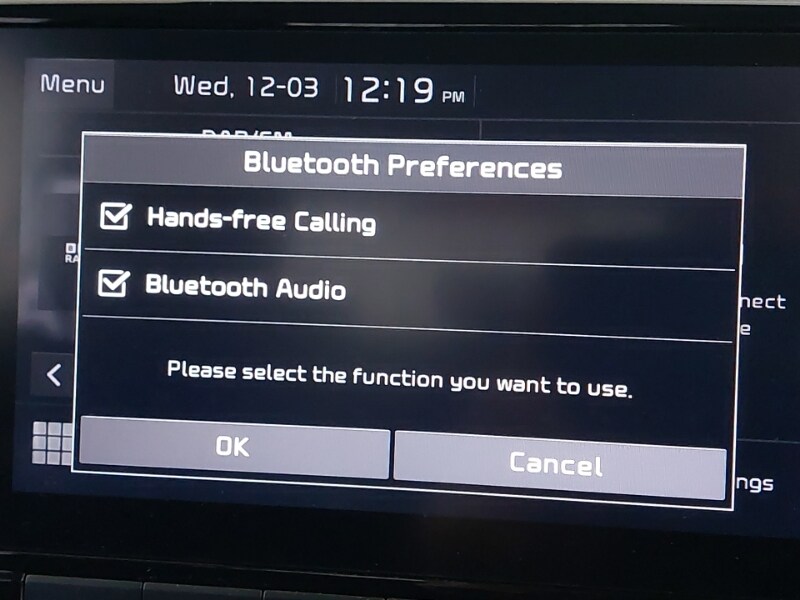 Menu Wed, 12-03 12:19 PM
Bluetooth Preferences
Hands-free Calling
Bluetooth Audio
Please select the function you want to use.
OK Cancel